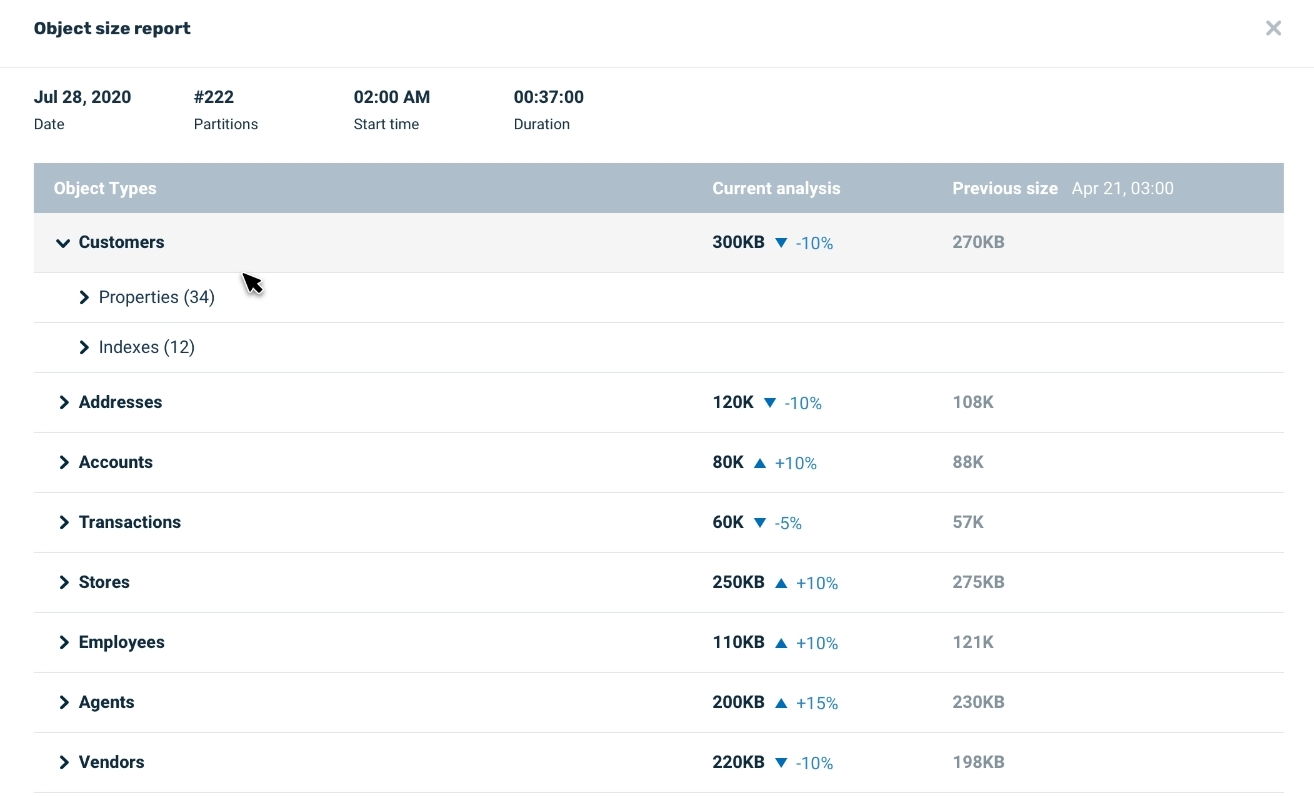 Object size report
Jul 28, 2020 #222 02:00 AM 00:37:00
Date Partitions Start time Duration
Object Types Current analysis Previous size Apr 21, 03:00
Customers 300KB ▼ -10% 270KB
Properties (34)
Indexes (12)
Addresses 120K ▼ -10% 108K
Accounts 80K ▲ +10% 88K
Transactions 60K ▼ -5% 57K
Stores 250KB ▲ +10% 275KB
Employees 110KB ▲ +10% 121K
Agents 200KB ▲ +15% 230KB
Vendors 220KB ▼ -10% 198KB